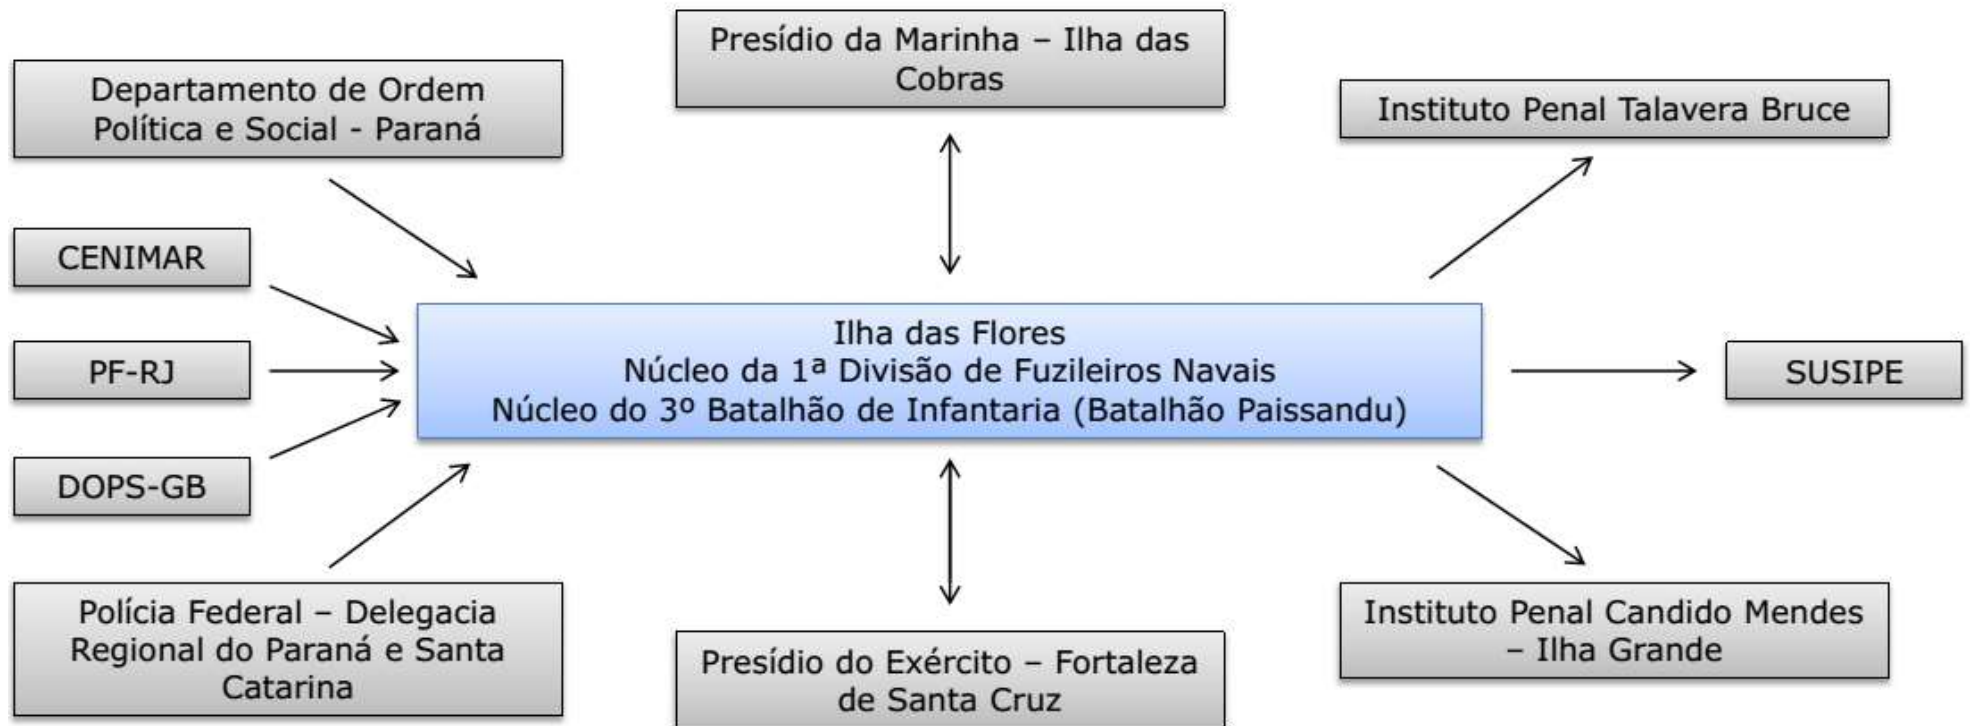 Presídio da Marinha – Ilha das
Cobras
Departamento de Ordem
Política e Social - Paraná
Instituto Penal Talavera Bruce
CENIMAR
PF-RJ
DOPS-GB
Ilha das Flores
Núcleo da 1ª Divisão de Fuzileiros Navais
Núcleo do 3º Batalhão de Infantaria (Batalhão Paissandu)
SUSIPE
Polícia Federal – Delegacia
Regional do Paraná e Santa
Catarina
Presídio do Exército – Fortaleza
de Santa Cruz
Instituto Penal Candido Mendes
– Ilha Grande